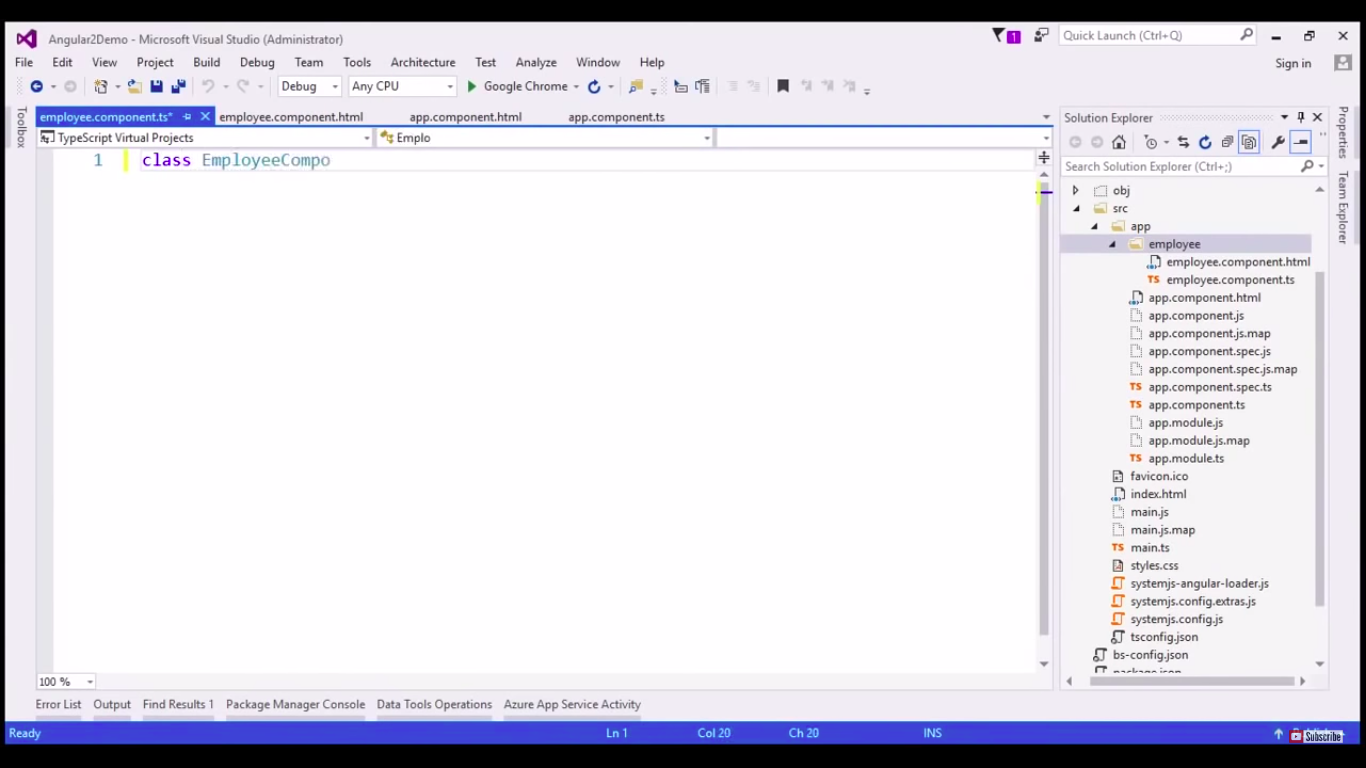 Angular2Demo - Microsoft Visual Studio (Administrator)
1
Quick Launch (Ctrl+Q)
File Edit View Project Build Debug Team Tools Architecture Test Analyze Window Help
Sign in
Debug Any CPU Google Chrome
Toolbox
employee.component.ts* employee.component.html app.component.html app.component.ts
TypeScript Virtual Projects Emplo
1 class EmployeeCompo
Solution Explorer
Search Solution Explorer (Ctrl+;)
obj
src
app
employee
employee.component.html
employee.component.ts
app.component.html
app.component.js
app.component.js.map
app.component.spec.js
app.component.spec.js.map
app.component.spec.ts
app.component.ts
app.module.js
app.module.js.map
app.module.ts
favicon.ico
index.html
main.js
main.js.map
main.ts
styles.css
systemjs-angular-loader.js
systemjs.config.extras.js
systemjs.config.js
tsconfig.json
bs-config.json
package.json
Properties
Team Explorer
100 %
Error List Output Find Results 1 Package Manager Console Data Tools Operations Azure App Service Activity
Ready Ln 1 Col 20 Ch 20 INS
Subscribe